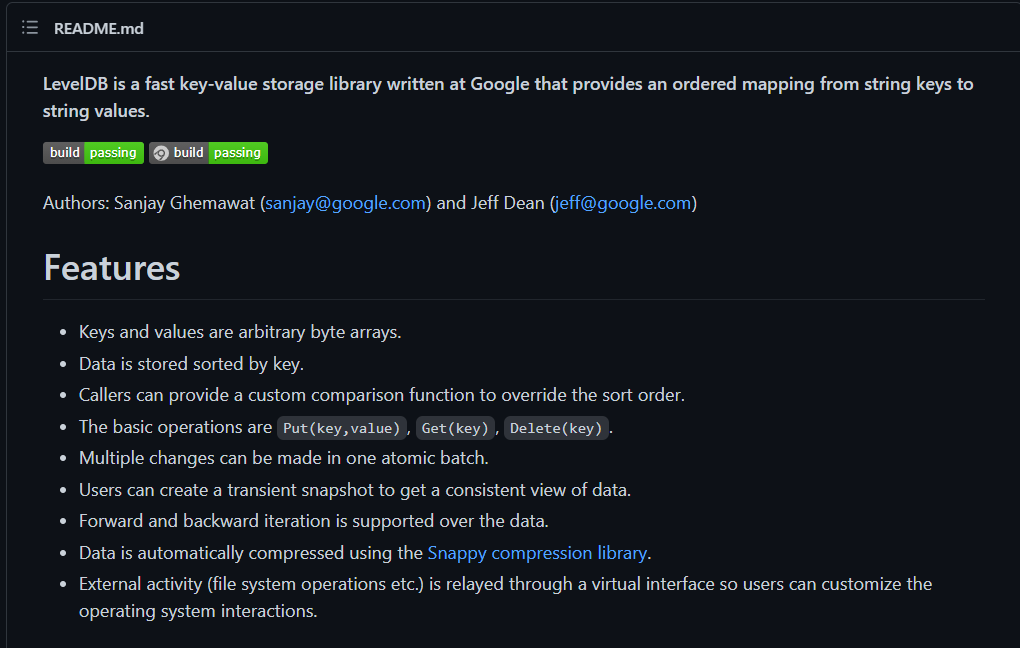 README.md
LevelDB is a fast key-value storage library written at Google that provides an ordered mapping from string keys to
string values.
build passing build passing
Authors: Sanjay Ghemawat (sanjay@google.com) and Jeff Dean (jeff@google.com)
Features
• Keys and values are arbitrary byte arrays.
• Data is stored sorted by key.
• Callers can provide a custom comparison function to override the sort order.
• The basic operations are Put(key,value), Get(key), Delete(key).
• Multiple changes can be made in one atomic batch.
• Users can create a transient snapshot to get a consistent view of data.
• Forward and backward iteration is supported over the data.
• Data is automatically compressed using the Snappy compression library.
• External activity (file system operations etc.) is relayed through a virtual interface so users can customize the
operating system interactions.